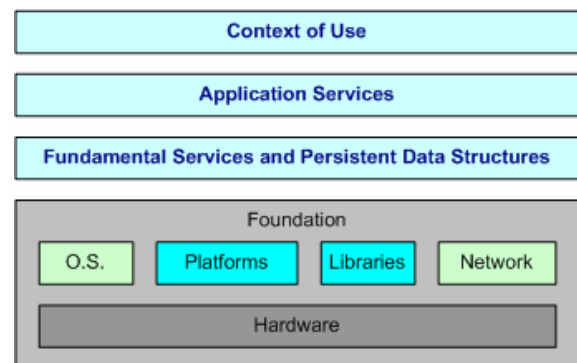 Context of Use
Application Services
Fundamental Services and Persistent Data Structures
Foundation
O.S.
Platforms
Libraries
Network
Hardware